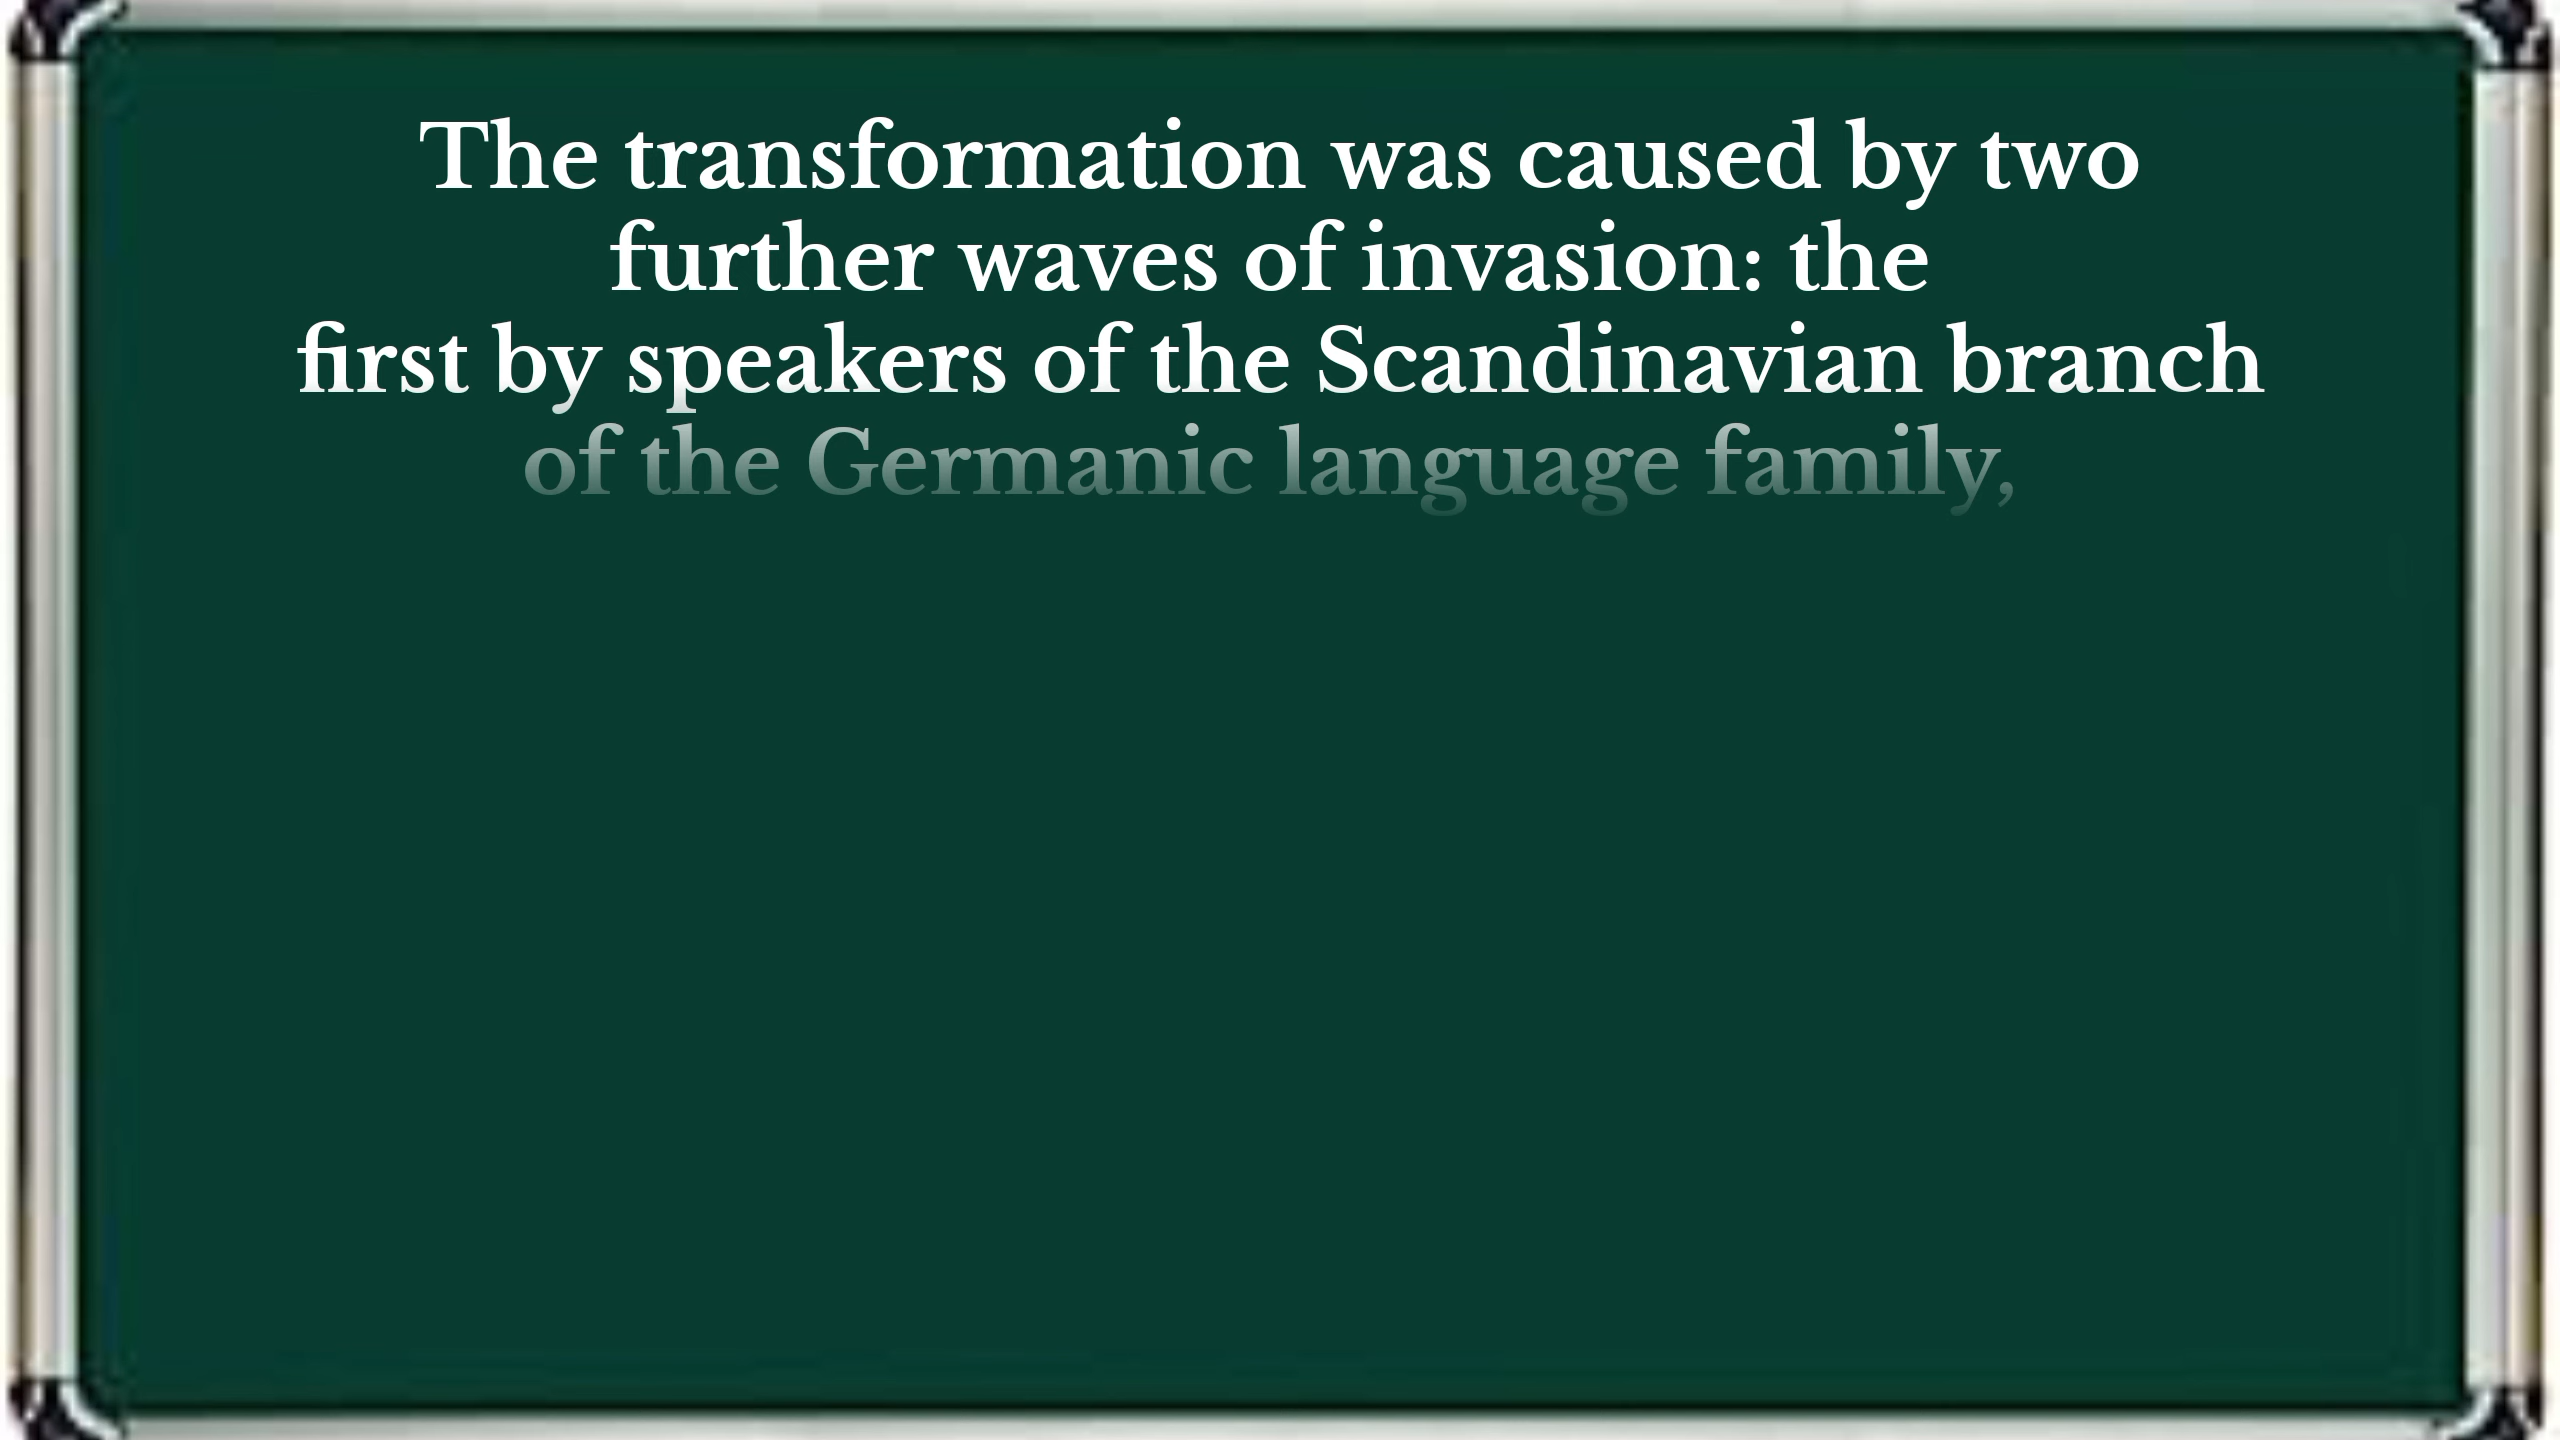 The transformation was caused by two
further waves of invasion: the
first by speakers of the Scandinavian branch
of the Germanic language family,